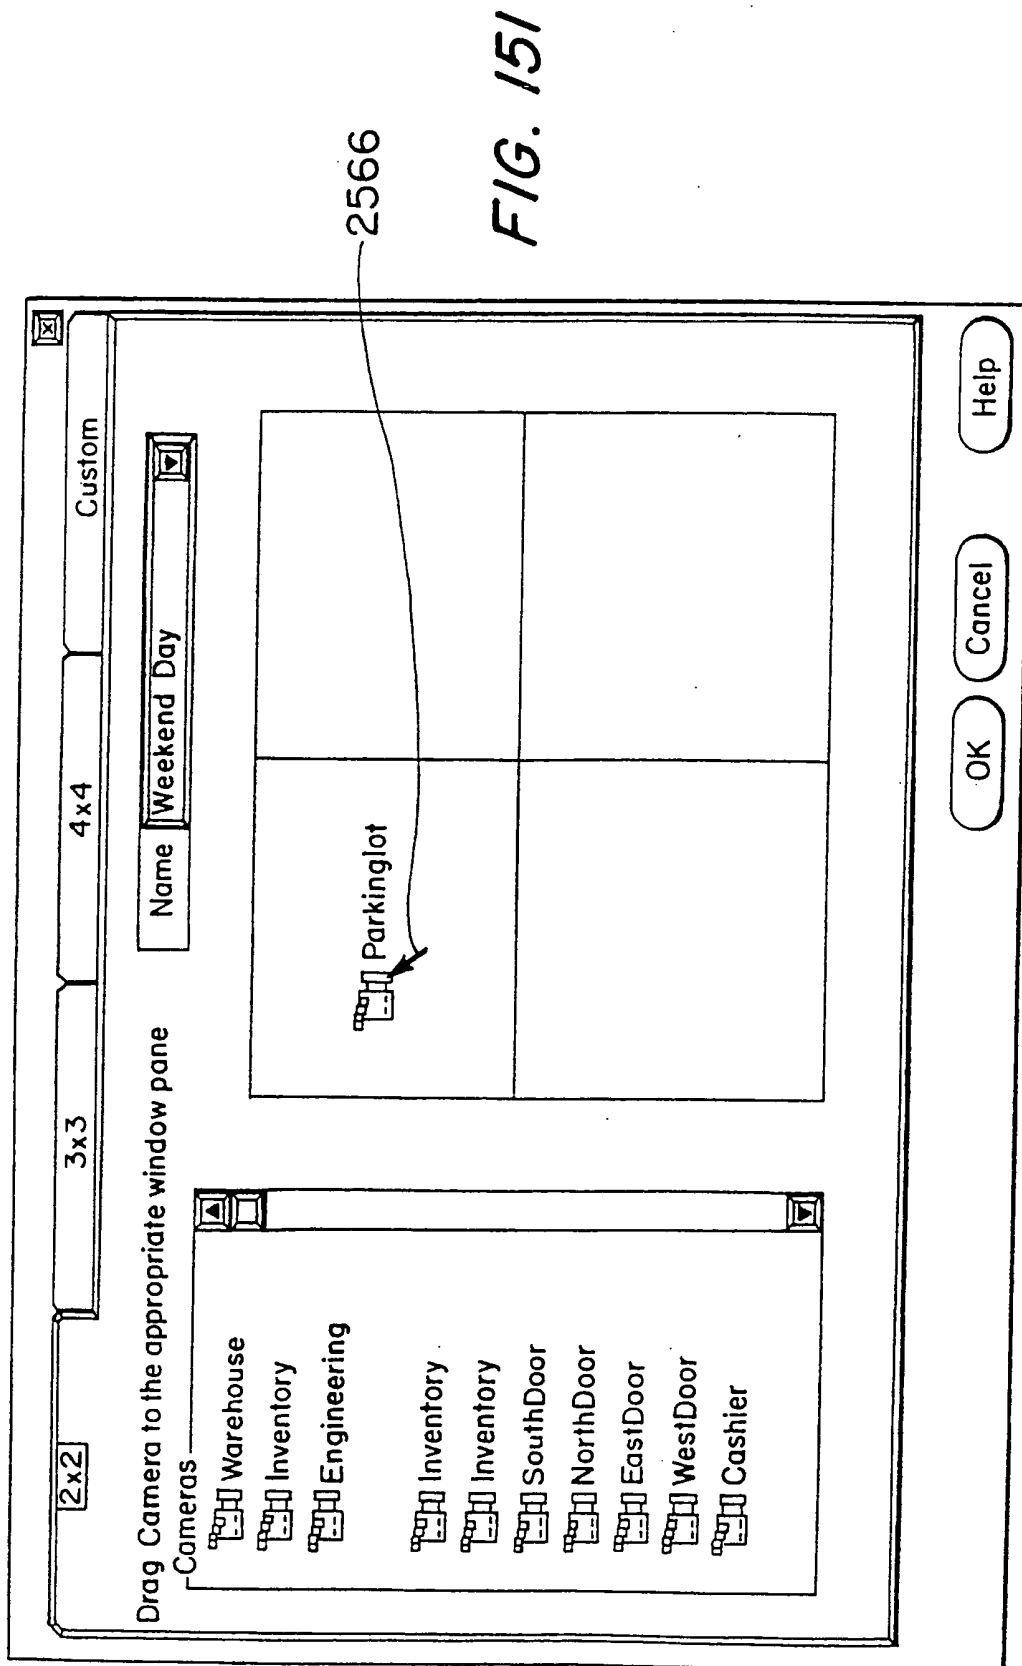 2x2
3x3
4x4
Custom
Drag Camera to the appropriate window pane
Name Weekend Day
Cameras
Warehouse
Inventory
Engineering
Inventory
Inventory
SouthDoor
NorthDoor
EastDoor
WestDoor
Cashier
Parkinglot
OK
Cancel
Help
2566
FIG. 151